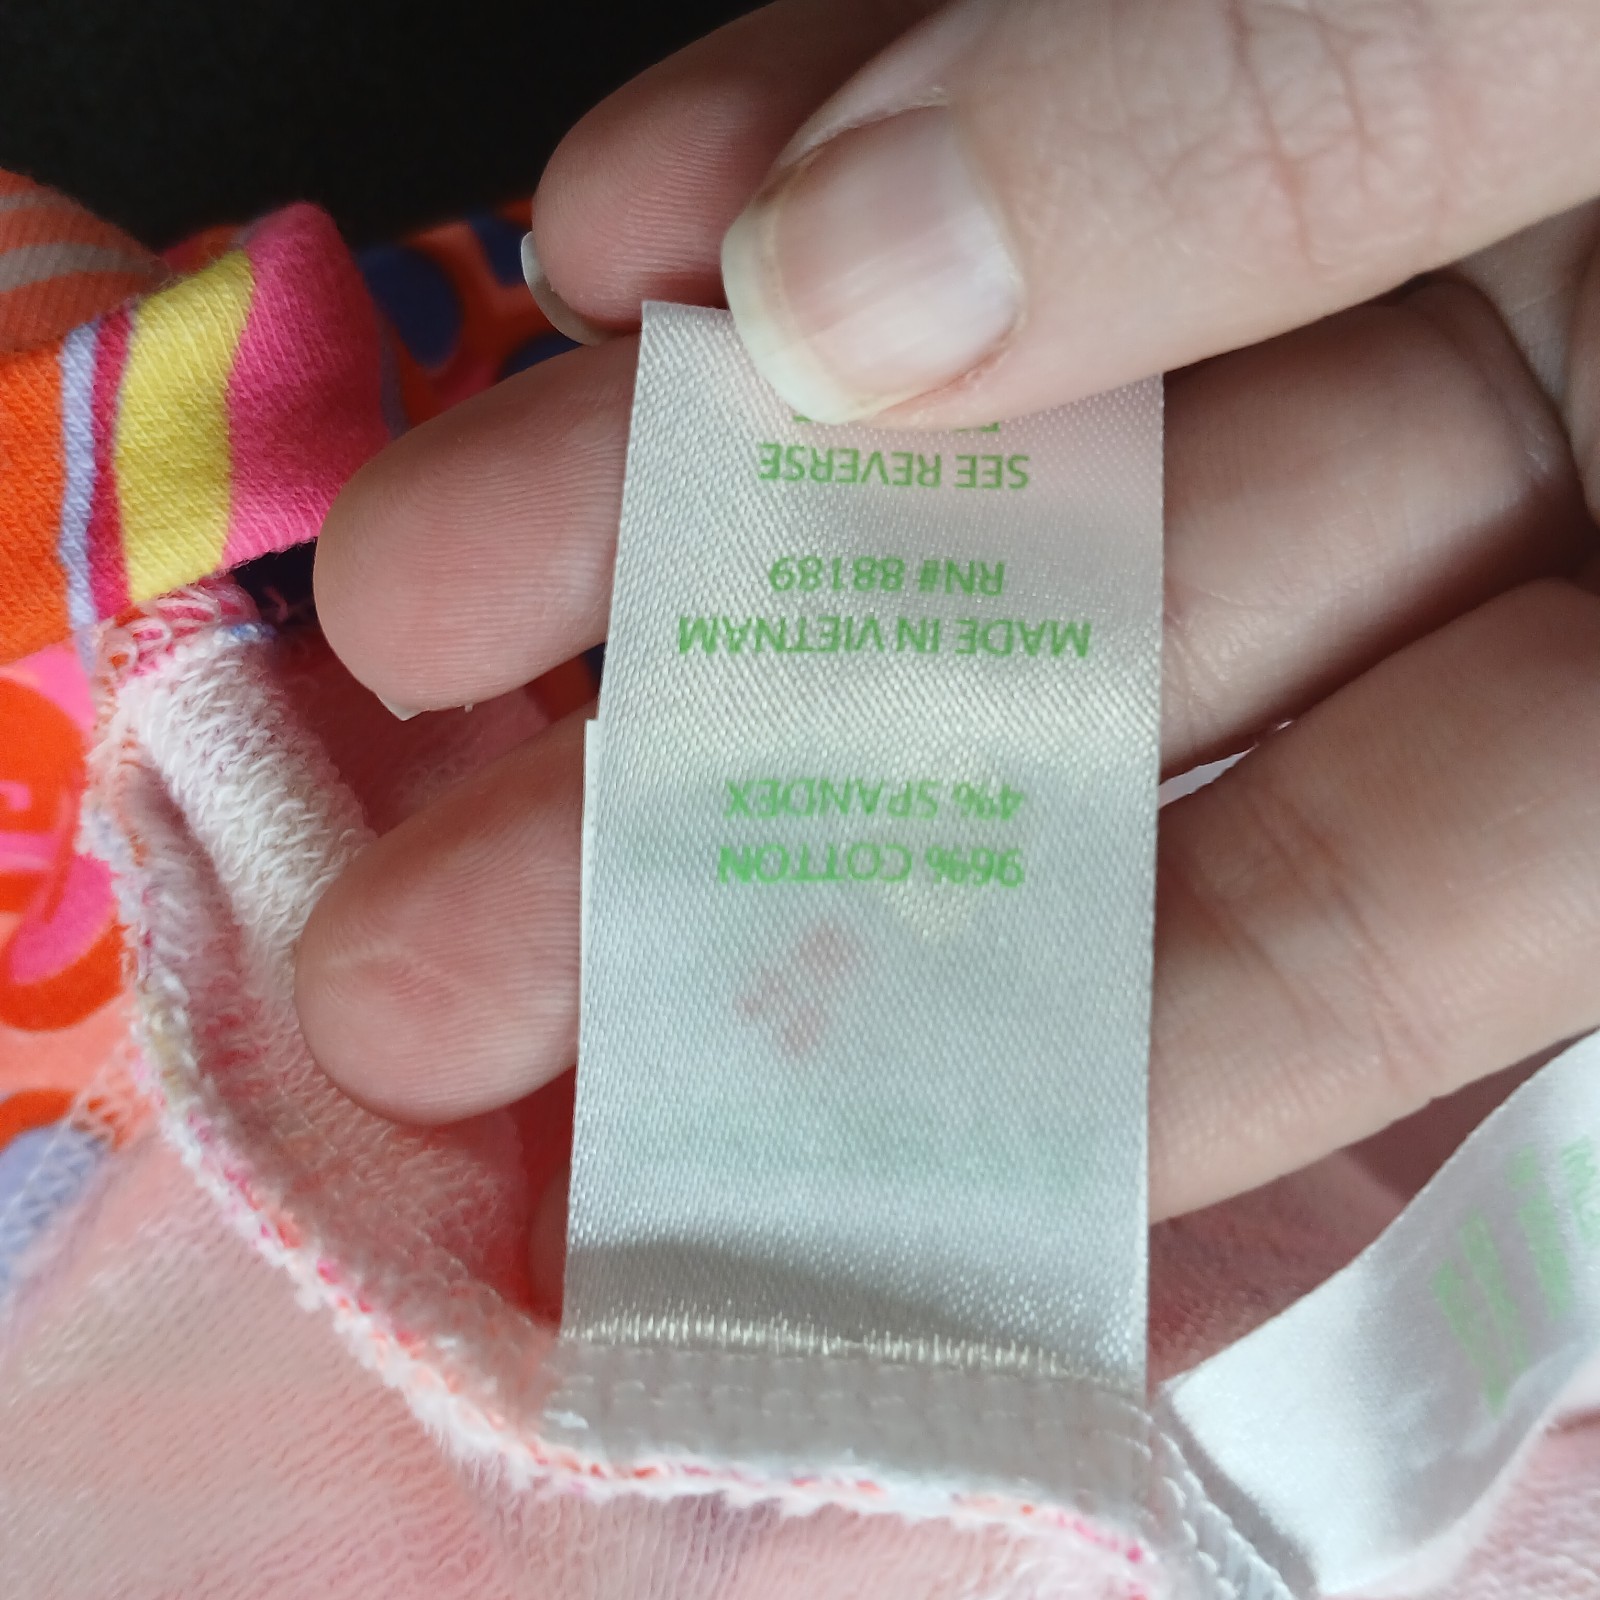 96% COTTON
4% SPANDEX
MADE IN VIETNAM
RN# 88189
SEE REVERSE